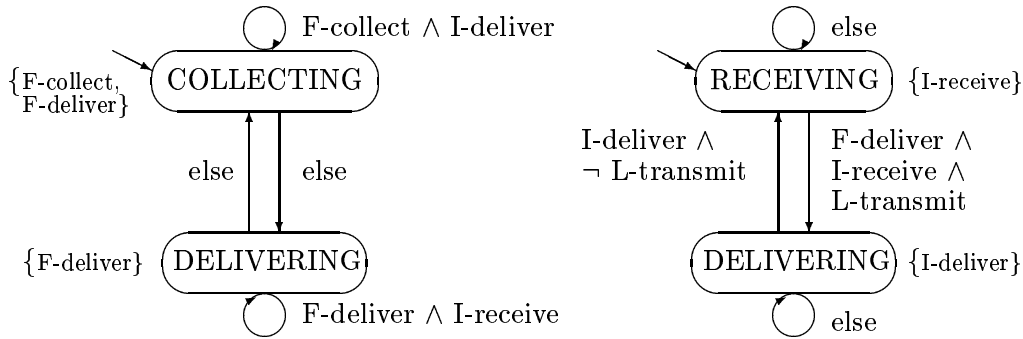 F-collect ∧ I-deliver
{F-collect,
F-deliver}
COLLECTING
else
else
{F-deliver}
DELIVERING
F-deliver ∧ I-receive
else
RECEIVING
{I-receive}
I-deliver ∧
¬ L-transmit
F-deliver ∧
I-receive ∧
L-transmit
DELIVERING
{I-deliver}
else